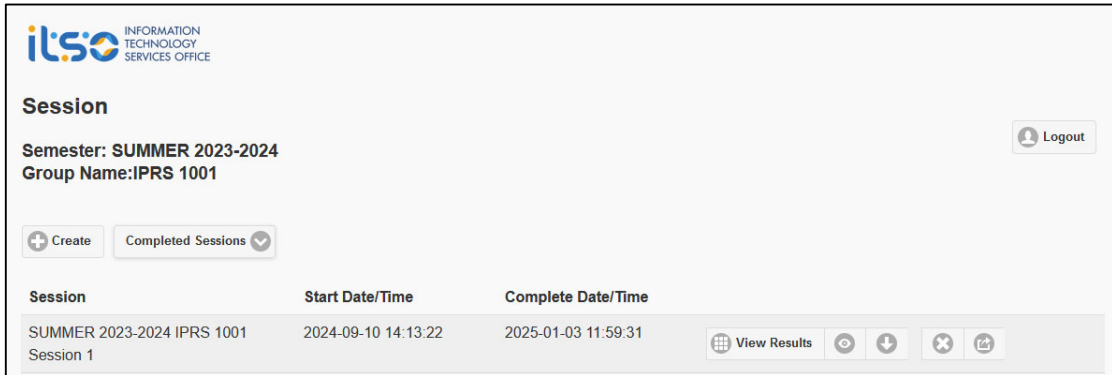 itso
INFORMATION
TECHNOLOGY
SERVICES OFFICE
Session
Logout
Semester: SUMMER 2023-2024
Group Name:IPRS 1001
Create Completed Sessions
Session Start Date/Time Complete Date/Time
SUMMER 2023-2024 IPRS 1001 2024-09-10 14:13:22 2025-01-03 11:59:31 View Results
Session 1